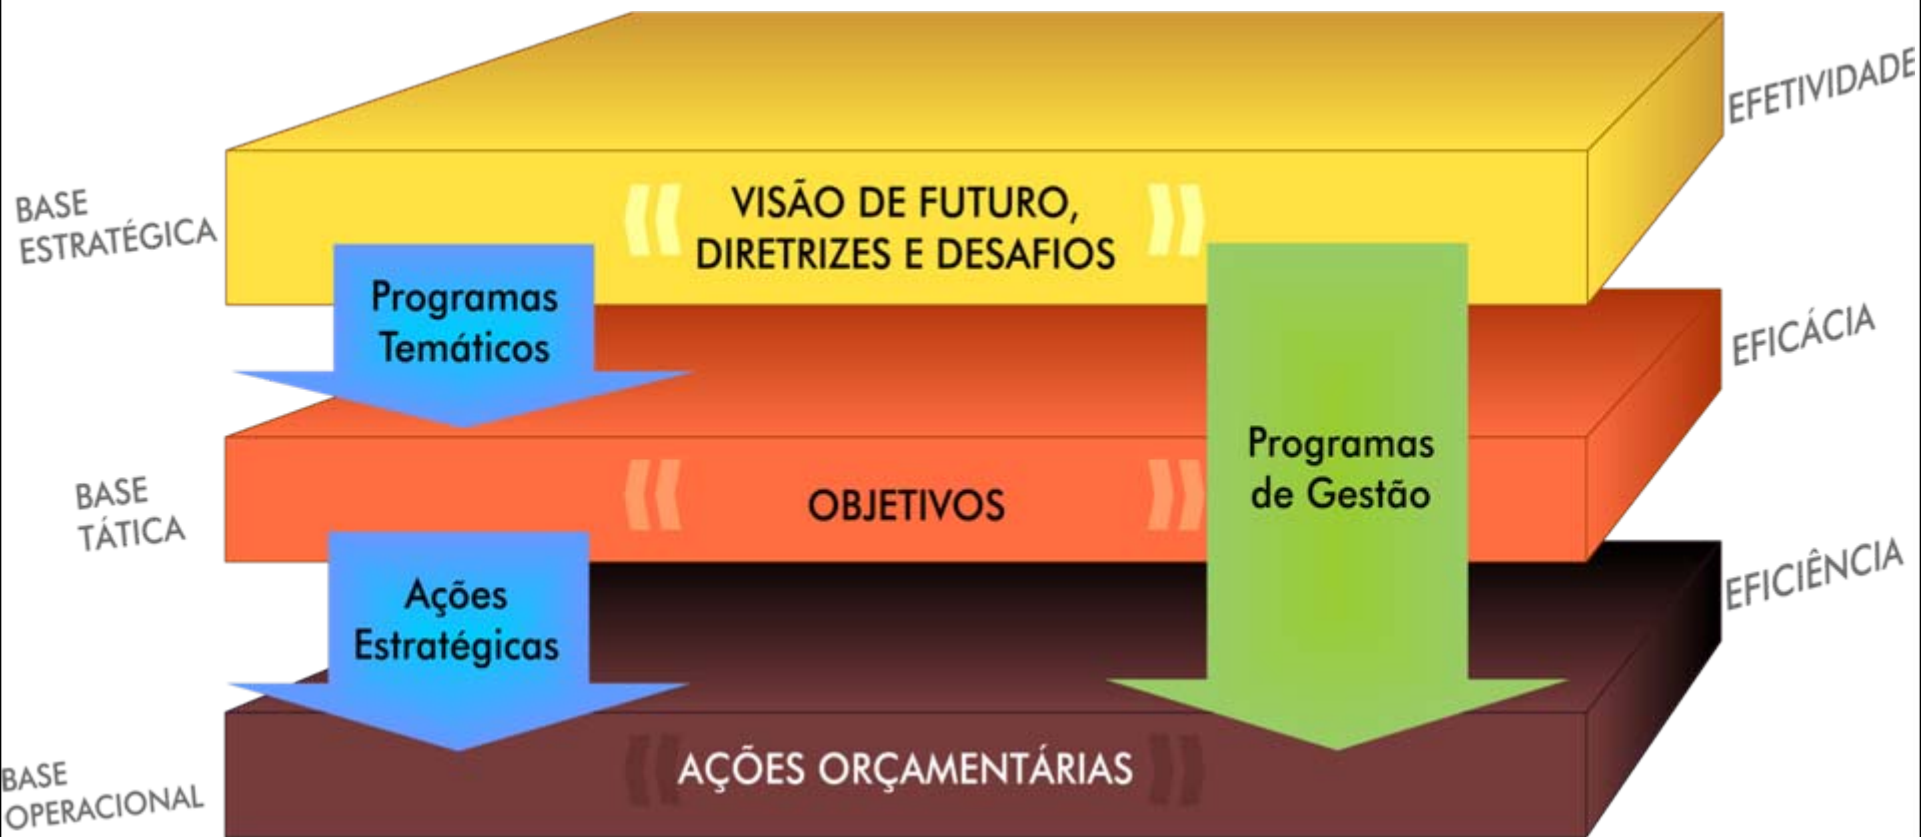 EFETIVIDADE
BASE
ESTRATÉGICA
VISÃO DE FUTURO,
DIRETRIZES E DESAFIOS
Programas
Temáticos
EFICÁCIA
BASE
TÁTICA
OBJETIVOS
Programas
de Gestão
EFICIÊNCIA
Ações
Estratégicas
BASE
OPERACIONAL
AÇÕES ORÇAMENTÁRIAS